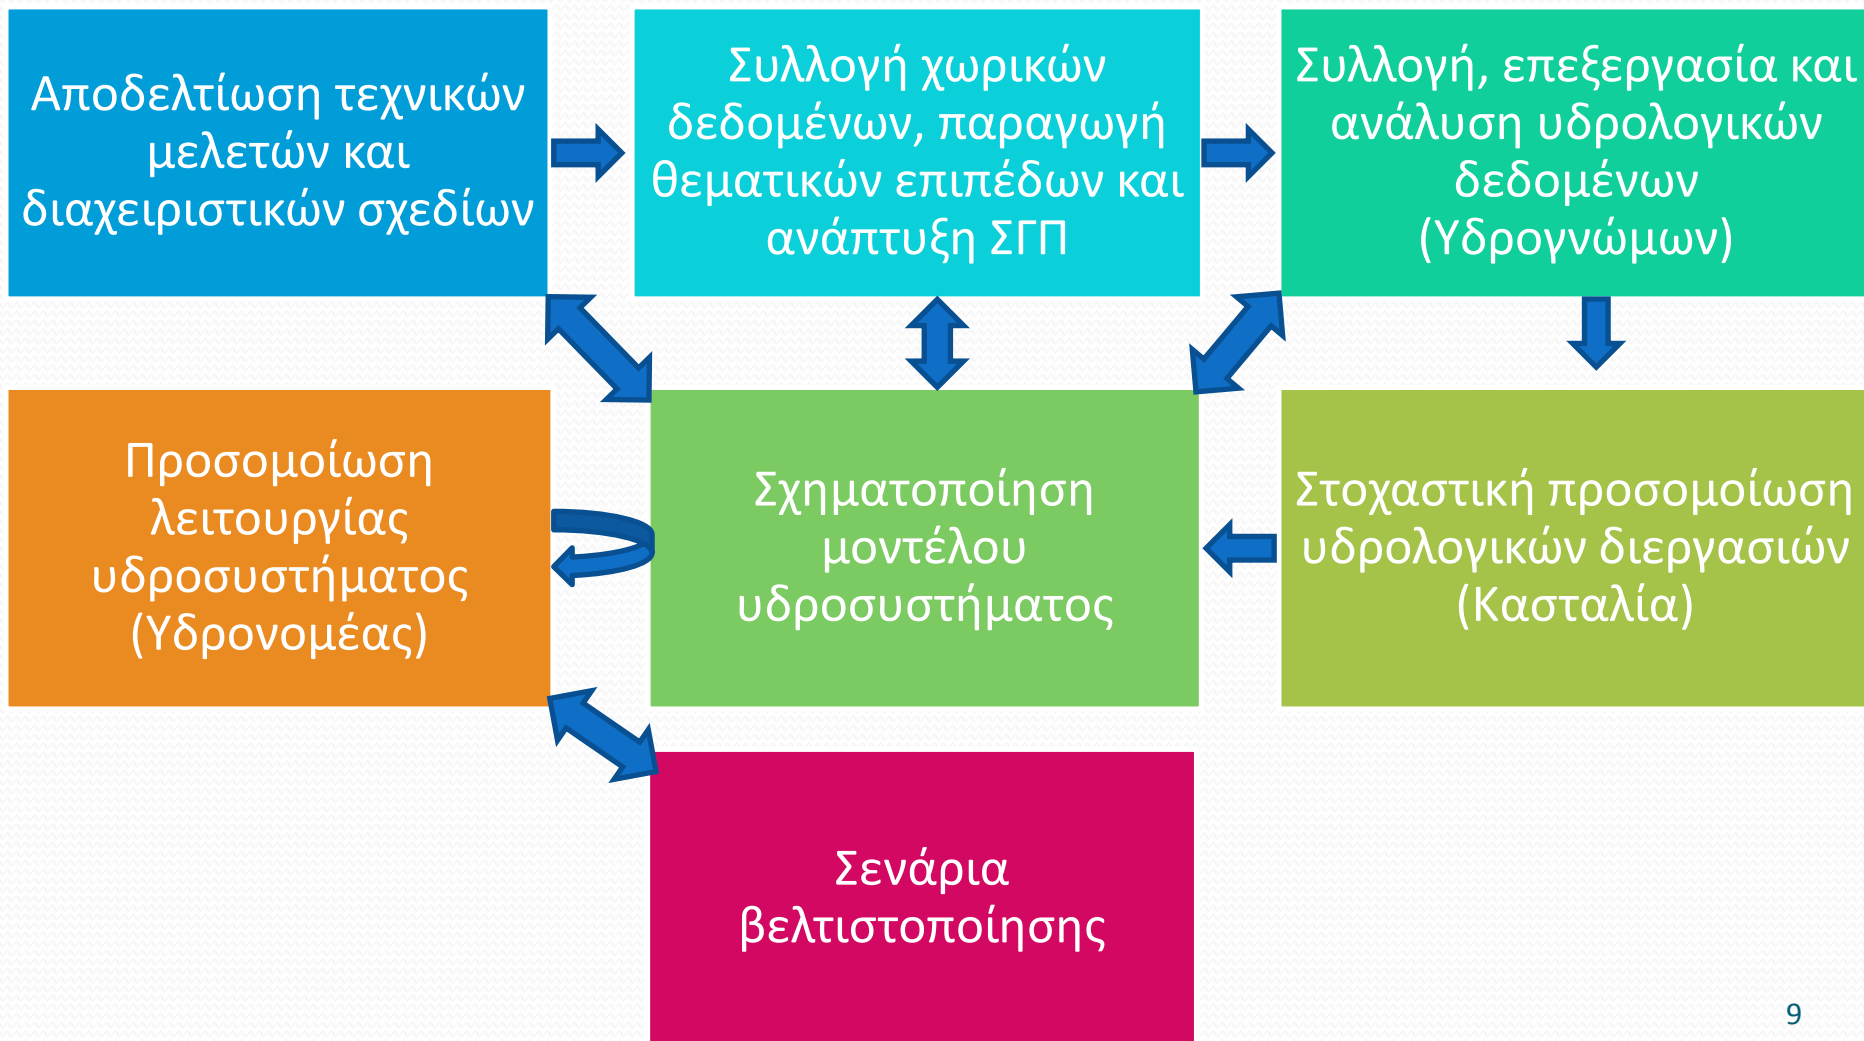 Αποδελτίωση τεχνικών
μελετών και
διαχειριστικών σχεδίων
Συλλογή χωρικών
δεδομένων, παραγωγή
θεματικών επιπέδων και
ανάπτυξη ΣΓΠ
Συλλογή, επεξεργασία και
ανάλυση υδρολογικών
δεδομένων
(Υδρογνώμων)
Προσομοίωση
λειτουργίας
υδροσυστήματος
(Υδρονομέας)
Σχηματοποίηση
μοντέλου
υδροσυστήματος
Στοχαστική προσομοίωση
υδρολογικών διεργασιών
(Κασταλία)
Σενάρια
βελτιστοποίησης
9